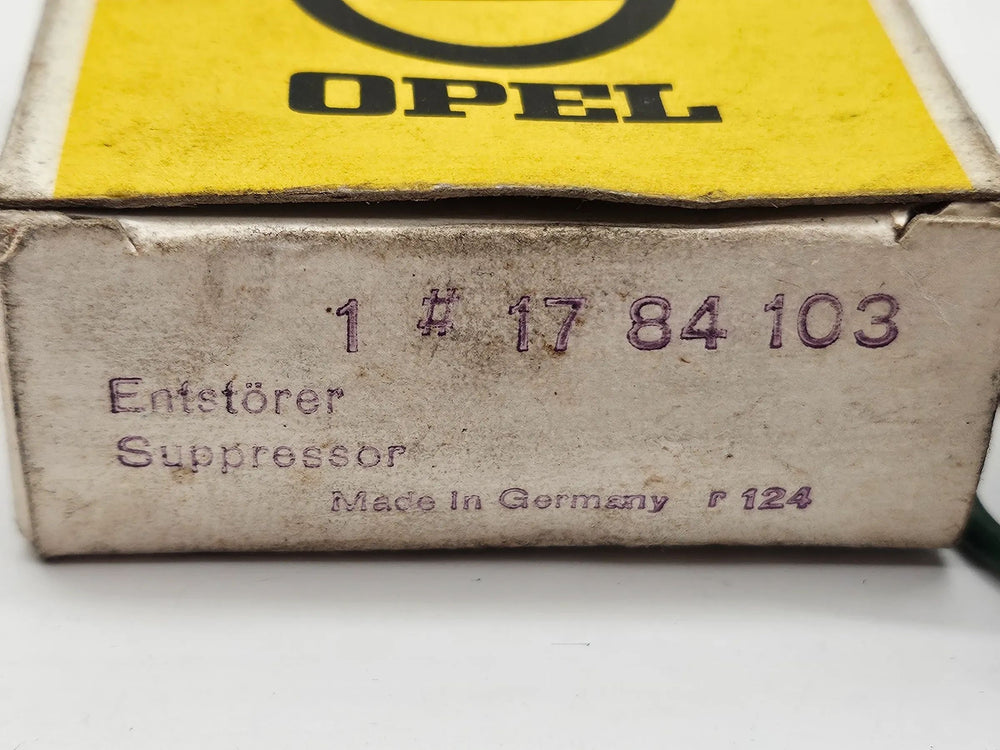 OPEL
1 # 17 84 103
Entstörer
Suppressor
Made in Germany r 124